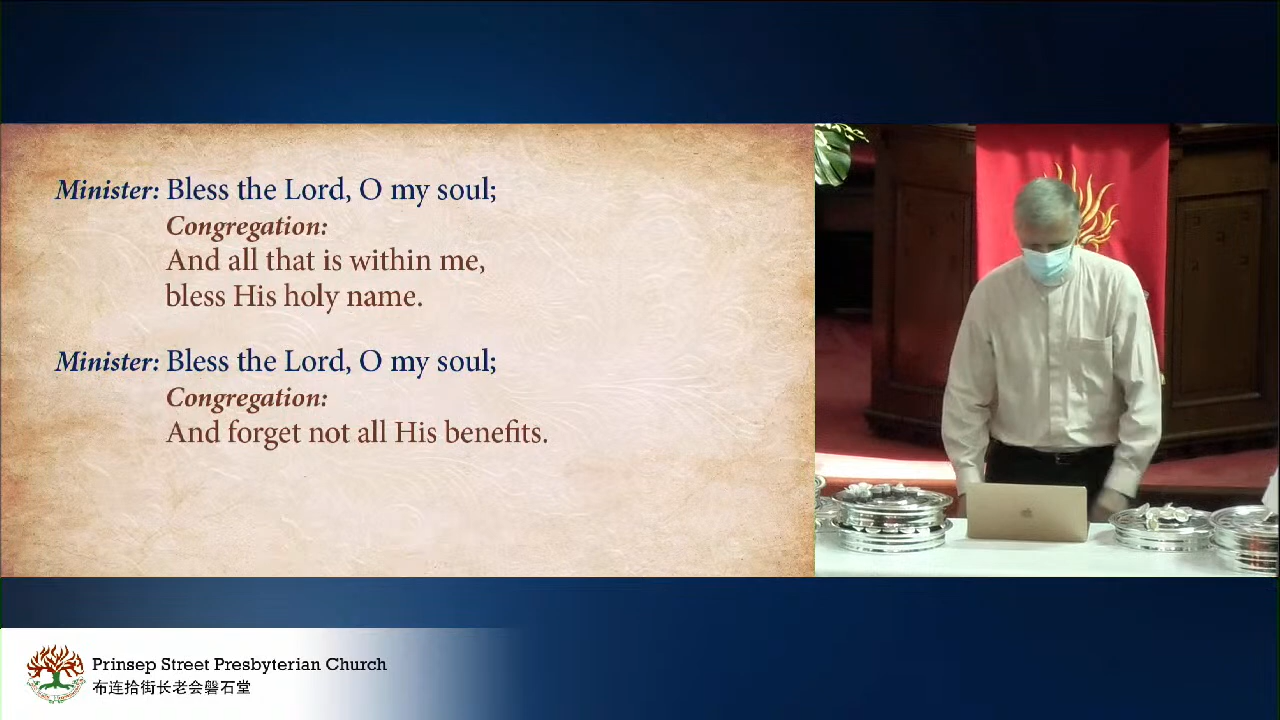 Minister: Bless the Lord, O my soul;
Congregation:
And all that is within me,
bless His holy name.
Minister: Bless the Lord, O my soul;
Congregation:
And forget not all His benefits.
Prinsep Street Presbyterian Church
布连拾街长老会磐石堂